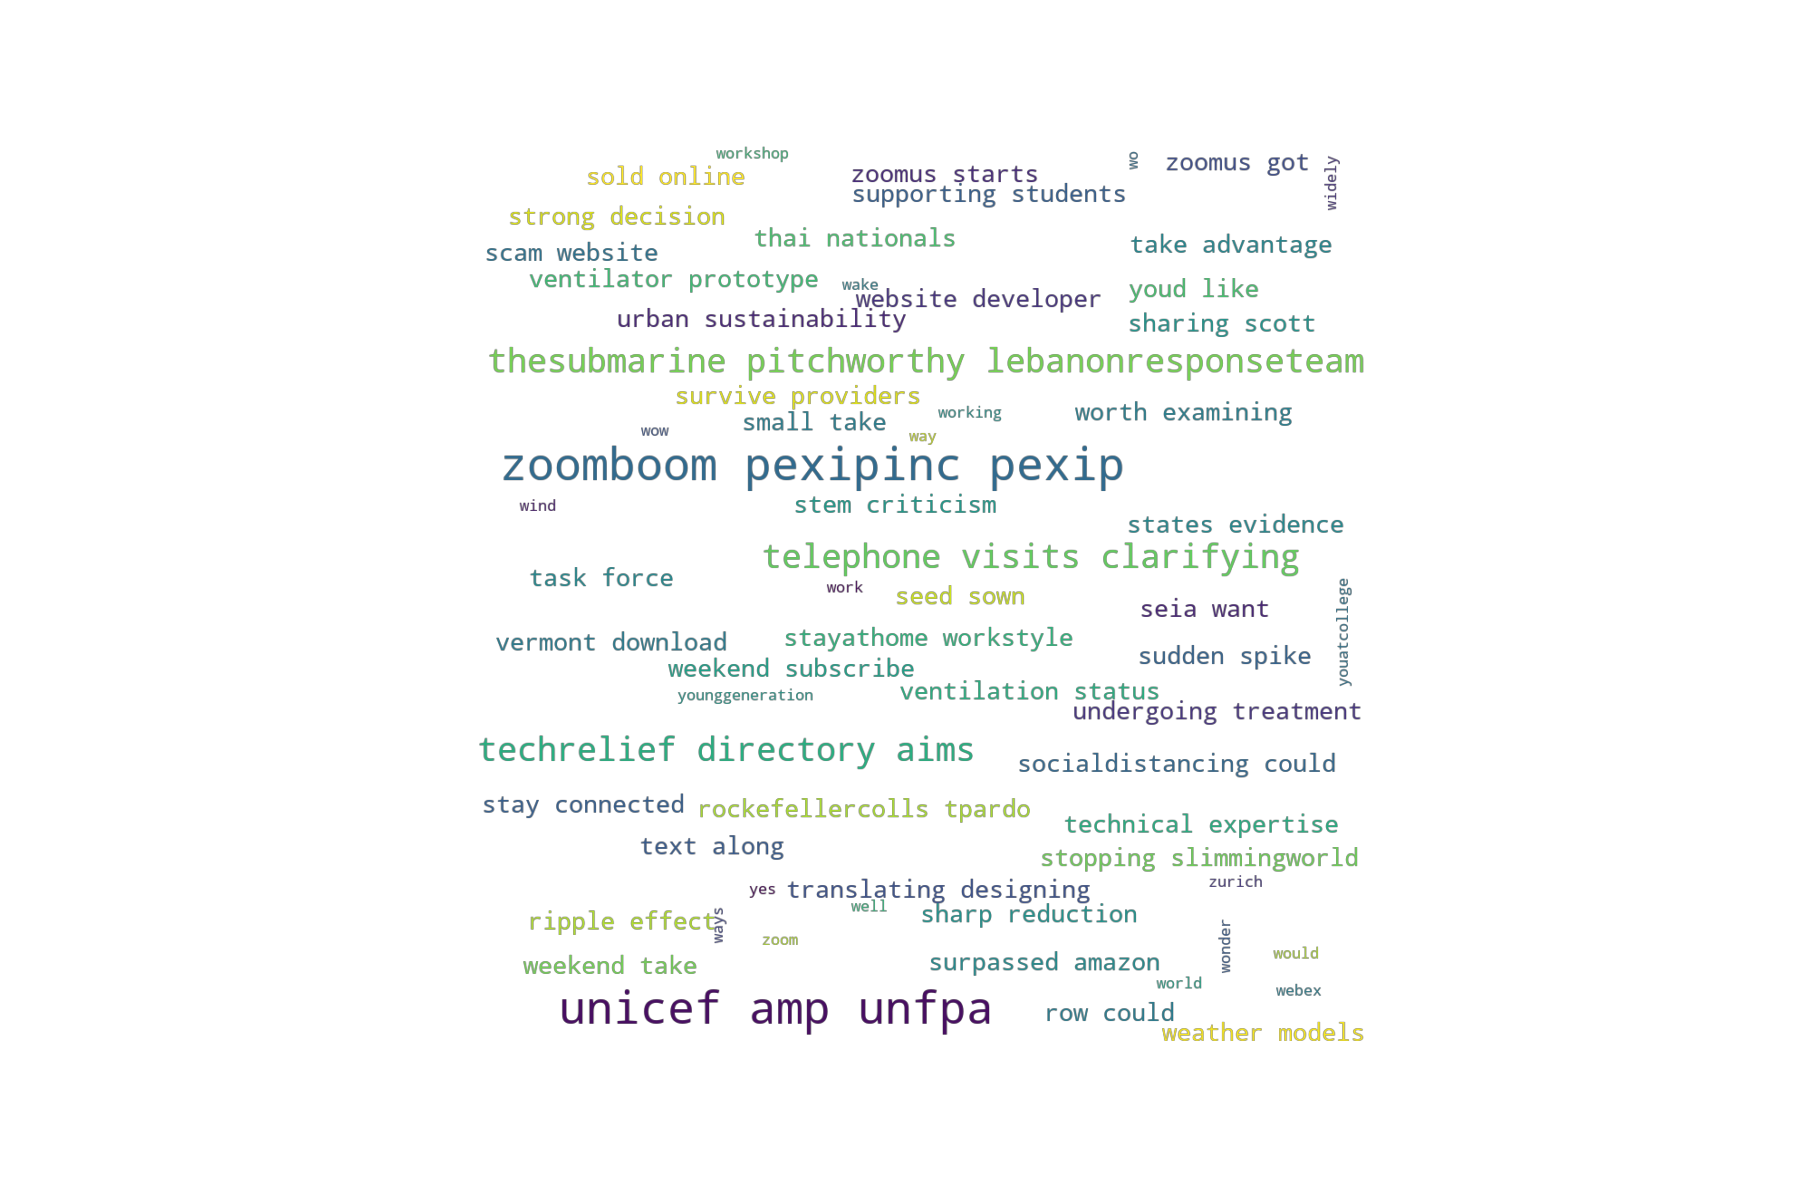 workshop
sold online
zoomus starts
wo
zoomus got
widely
supporting students
strong decision
thai nationals
take advantage
scam website
ventilator prototype
wake
youd like
website developer
urban sustainability
sharing scott
thesubmarine pitchworthy lebanonresponseteam
survive providers
working
worth examining
small take
wow
way
zoomboom pexipinc pexip
wind
stem criticism
states evidence
telephone visits clarifying
task force
work
seed sown
seia want
youatcollege
vermont download
stayathome workstyle
sudden spike
weekend subscribe
younggeneration
ventilation status
undergoing treatment
techrelief directory aims
socialdistancing could
stay connected
rockefellercolls tpardo
technical expertise
text along
stopping slimmingworld
yes
translating designing
zurich
ripple effect
ways
well
sharp reduction
zoom
wonder
would
weekend take
surpassed amazon
world
webex
unicef amp unfpa
row could
weather models